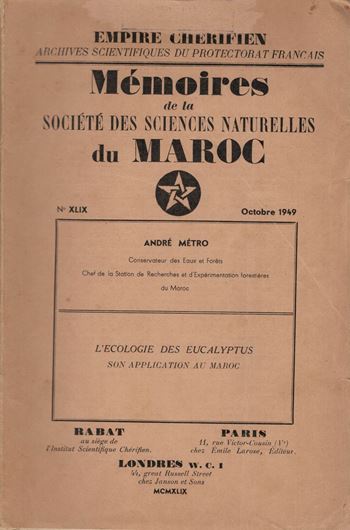 EMPIRE CHERIFIEN
ARCHIVES SCIENTIFIQUES DU PROTECTORAT FRANCAIS
Mémoires
de la
SOCIÉTÉ DES SCIENCES NATURELLES
du MAROC
N° XLIX
Octobre 1949
ANDRÉ MÉTRO
Conservateur des Eaux et Forêts
Chef de la Station de Recherches et d'Expérimentation forestières
du Maroc
L'ECOLOGIE DES EUCALYPTUS
SON APPLICATION AU MAROC
RABAT
au siège de
l'Institut Scientifique Chérifien.
PARIS
11, rue Victor-Cousin (Vᵉ)
chez Emile Larose, Éditeur.
LONDRES W. C. I
44, great Russell Street
chez Janson et Sons
MCMXLIX